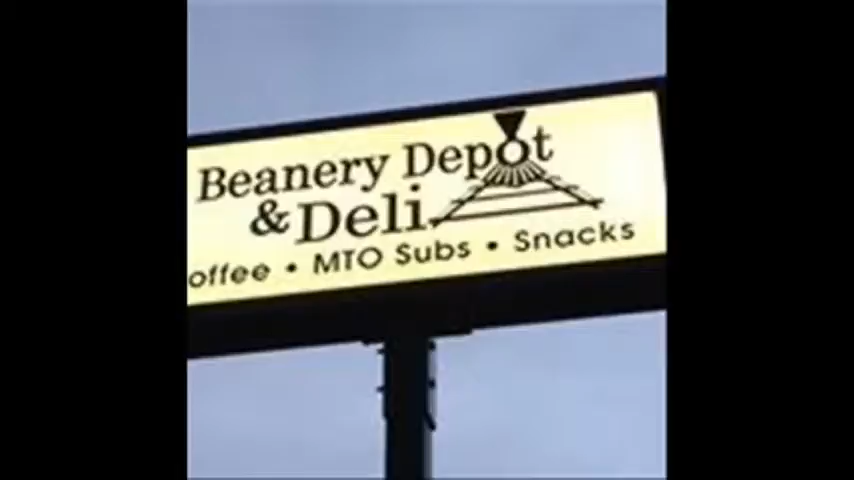 Beanery Depot
& Deli
offee • MTO Subs • Snacks